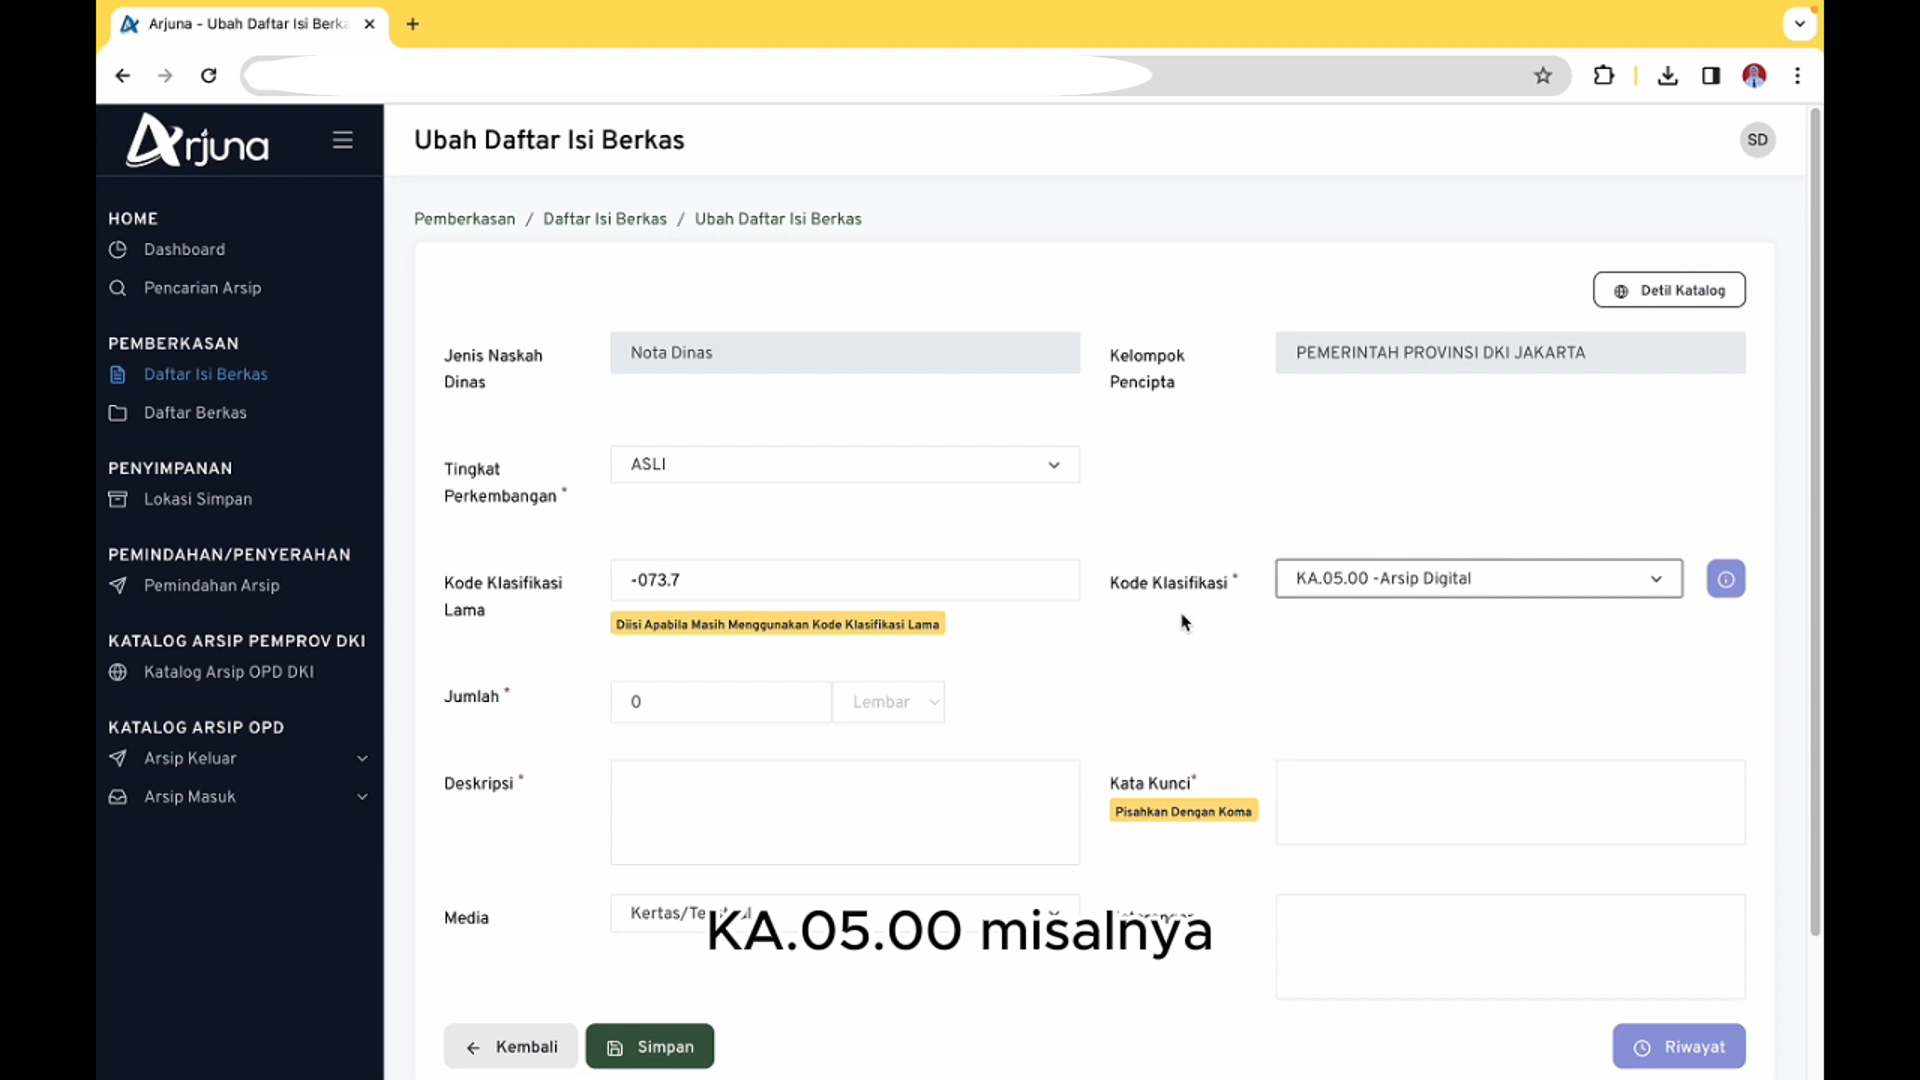 Arjuna - Ubah Daftar Isi Berka
Arjuna
Ubah Daftar Isi Berkas
SD
HOME
Dashboard
Pencarian Arsip
PEMBERKASAN
Daftar Isi Berkas
Daftar Berkas
PENYIMPANAN
Lokasi Simpan
PEMINDAHAN/PENYERAHAN
Pemindahan Arsip
KATALOG ARSIP PEMPROV DKI
Katalog Arsip OPD DKI
KATALOG ARSIP OPD
Arsip Keluar
Arsip Masuk
Pemberkasan / Daftar Isi Berkas / Ubah Daftar Isi Berkas
Detil Katalog
Jenis Naskah
Dinas
Nota Dinas
Kelompok
Pencipta
PEMERINTAH PROVINSI DKI JAKARTA
Tingkat
Perkembangan *
ASLI
Kode Klasifikasi
Lama
-073.7
Diisi Apabila Masih Menggunakan Kode Klasifikasi Lama
Kode Klasifikasi *
KA.05.00 -Arsip Digital
Jumlah *
0
Lembar
Deskripsi *
Kata Kunci*
Pisahkan Dengan Koma
Media
KA.05.00 misalnya
Kembali
Simpan
Riwayat